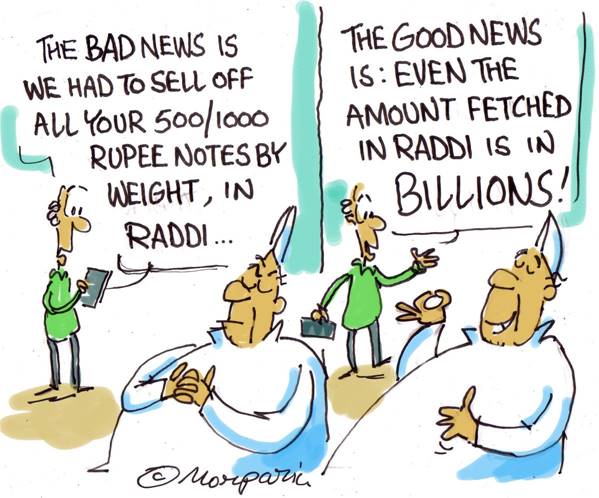 THE BAD NEWS IS
WE HAD TO SELL OFF
ALL YOUR 500/1000
RUPEE NOTES BY
WEIGHT, IN
RADDI...
THE GOOD NEWS
IS: EVEN THE
AMOUNT FETCHED
IN RADDI IS IN
BILLIONS!
© Morparia